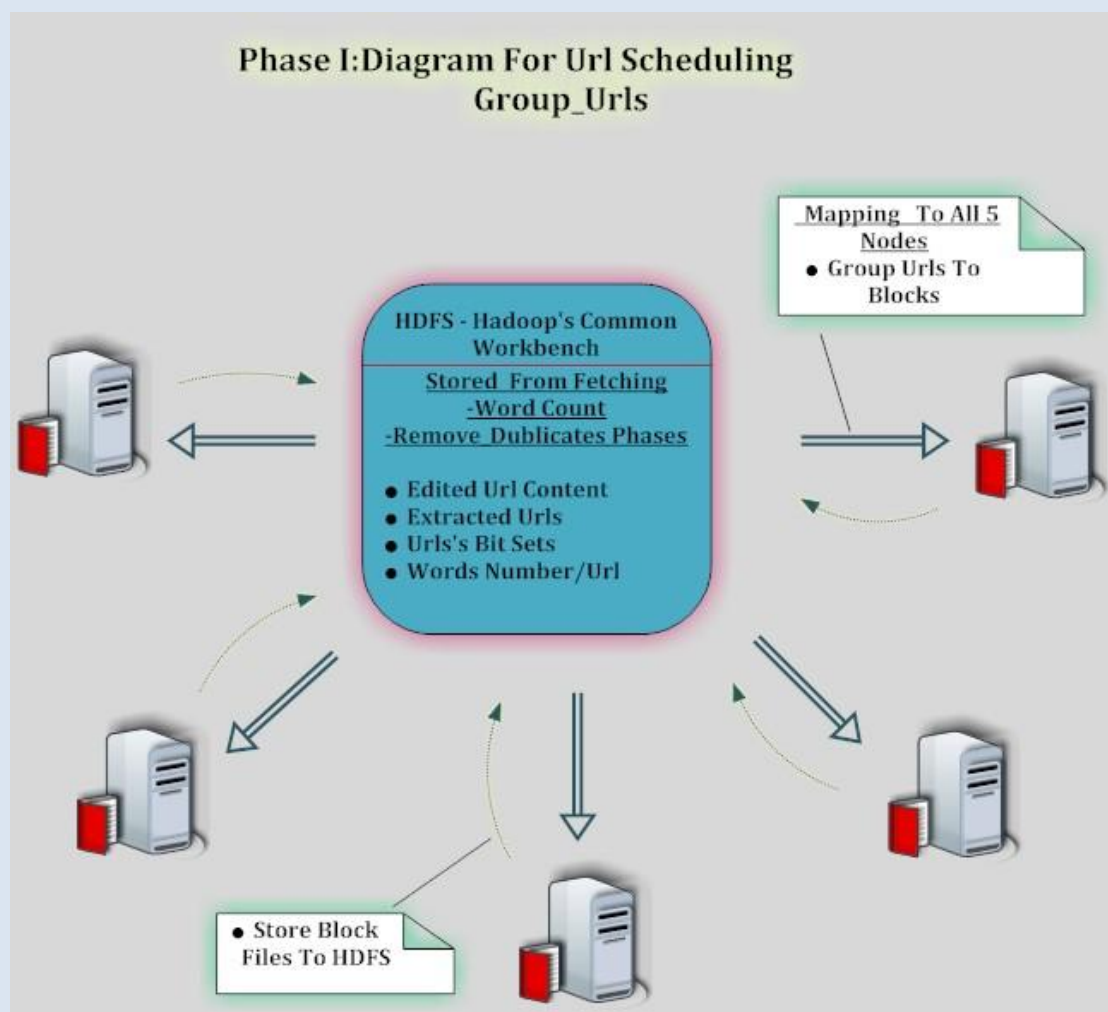 Phase I:Diagram For Url Scheduling
Group_Urls
Mapping To All 5
Nodes
● Group Urls To
Blocks
HDFS - Hadoop's Common
Workbench
Stored From Fetching
-Word Count
-Remove_Dublicates Phases
● Edited Url Content
● Extracted Urls
● Urls's Bit Sets
● Words Number/Url
● Store Block
Files To HDFS